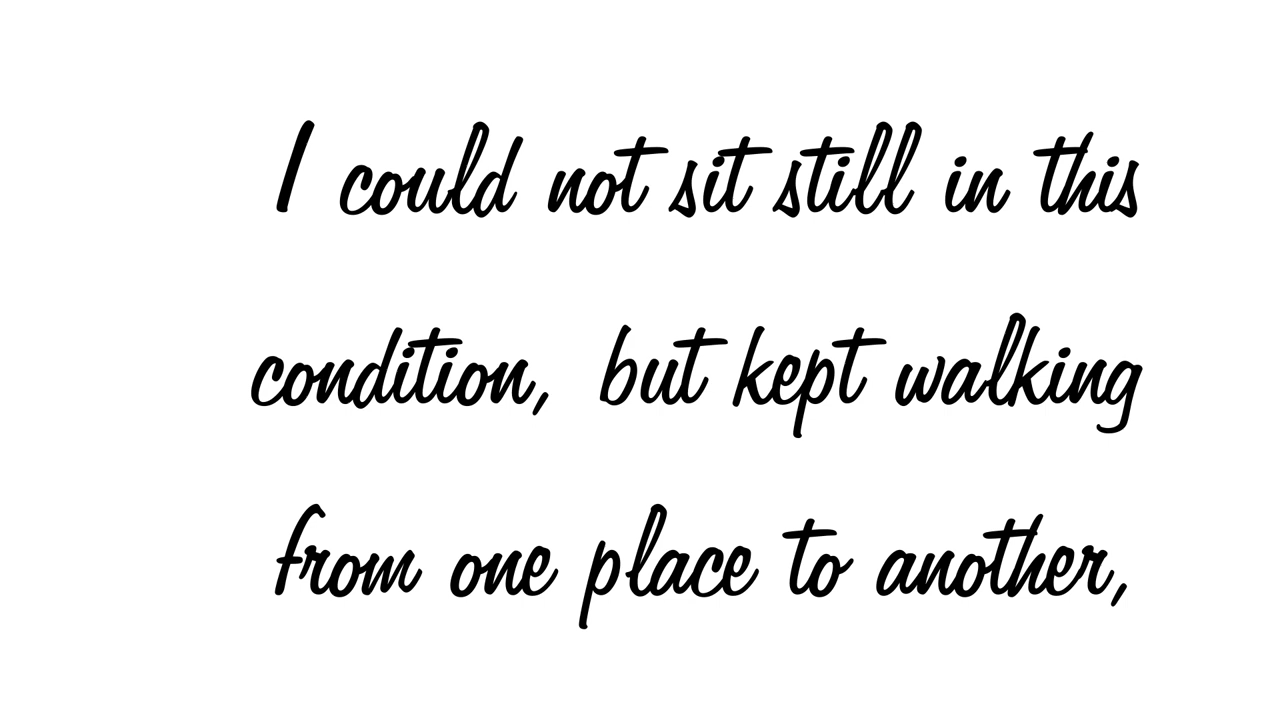 I could not sit still in this
condition, but kept walking
from one place to another,